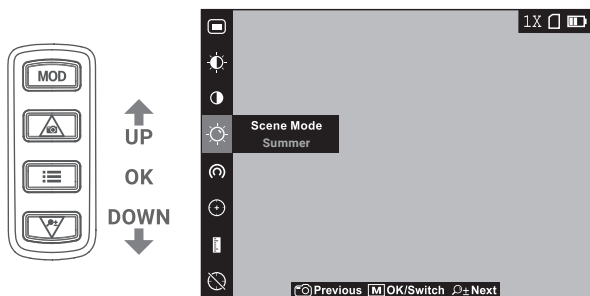 MOD
UP
OK
DOWN
1X
Scene Mode
Summer
Previous M OK/Switch ±Next